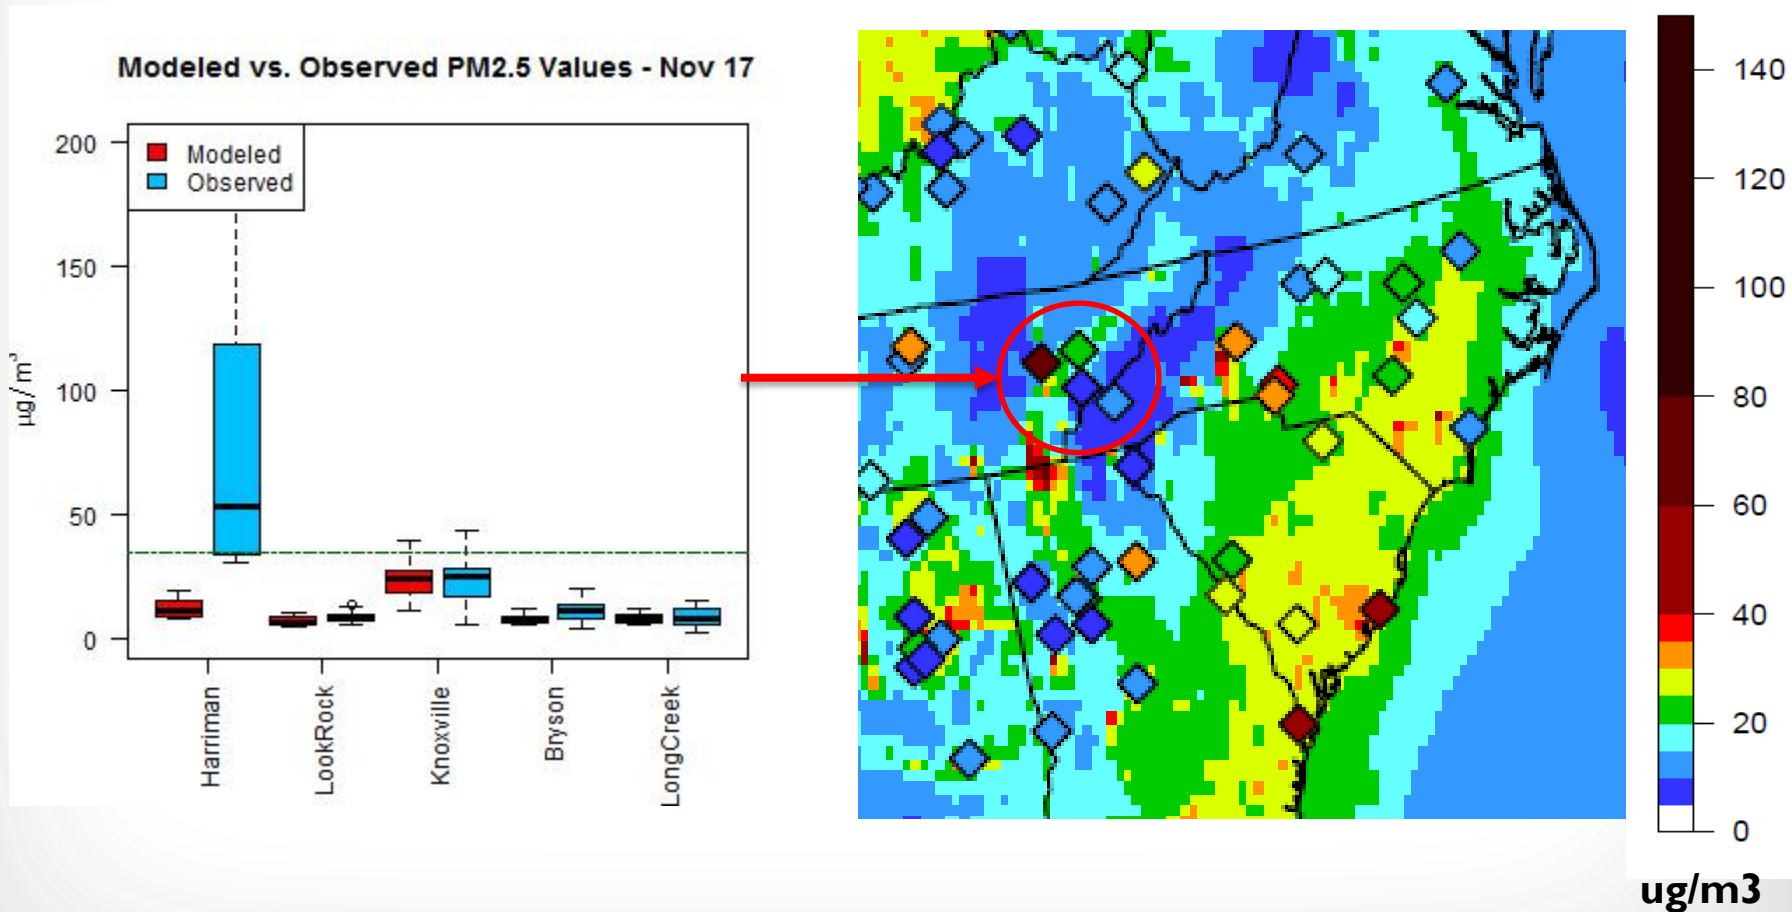 Modeled vs. Observed PM2.5 Values - Nov 17
Modeled
Observed
200
150
100
50
0
µg/m³
Harriman
LookRock
Knoxville
Bryson
LongCreek
140
120
100
80
60
40
20
0
ug/m3